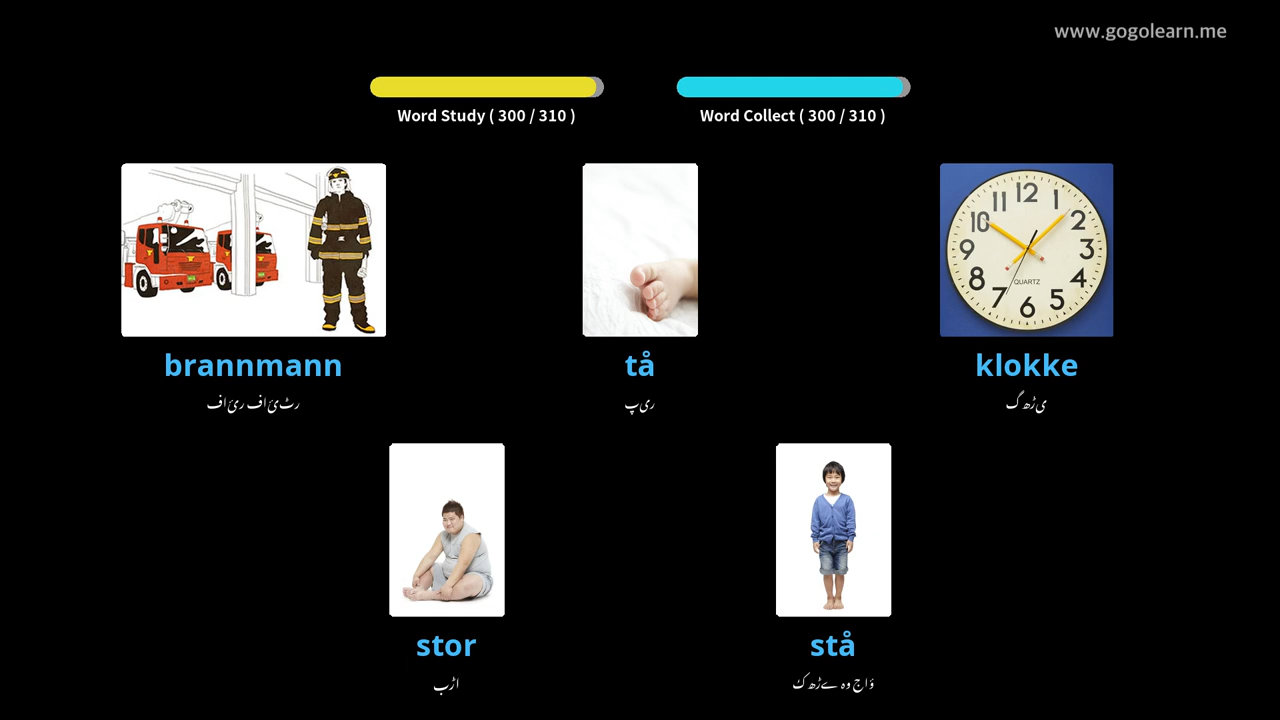 www.gogolearn.me
Word Study ( 300 / 310 )
Word Collect ( 300 / 310 )
brannmann
رٹئاف رئاف
tå
ریپ
klokke
یڑھگ
stor
اڑب
stå
ؤاج وہ ےڑھک